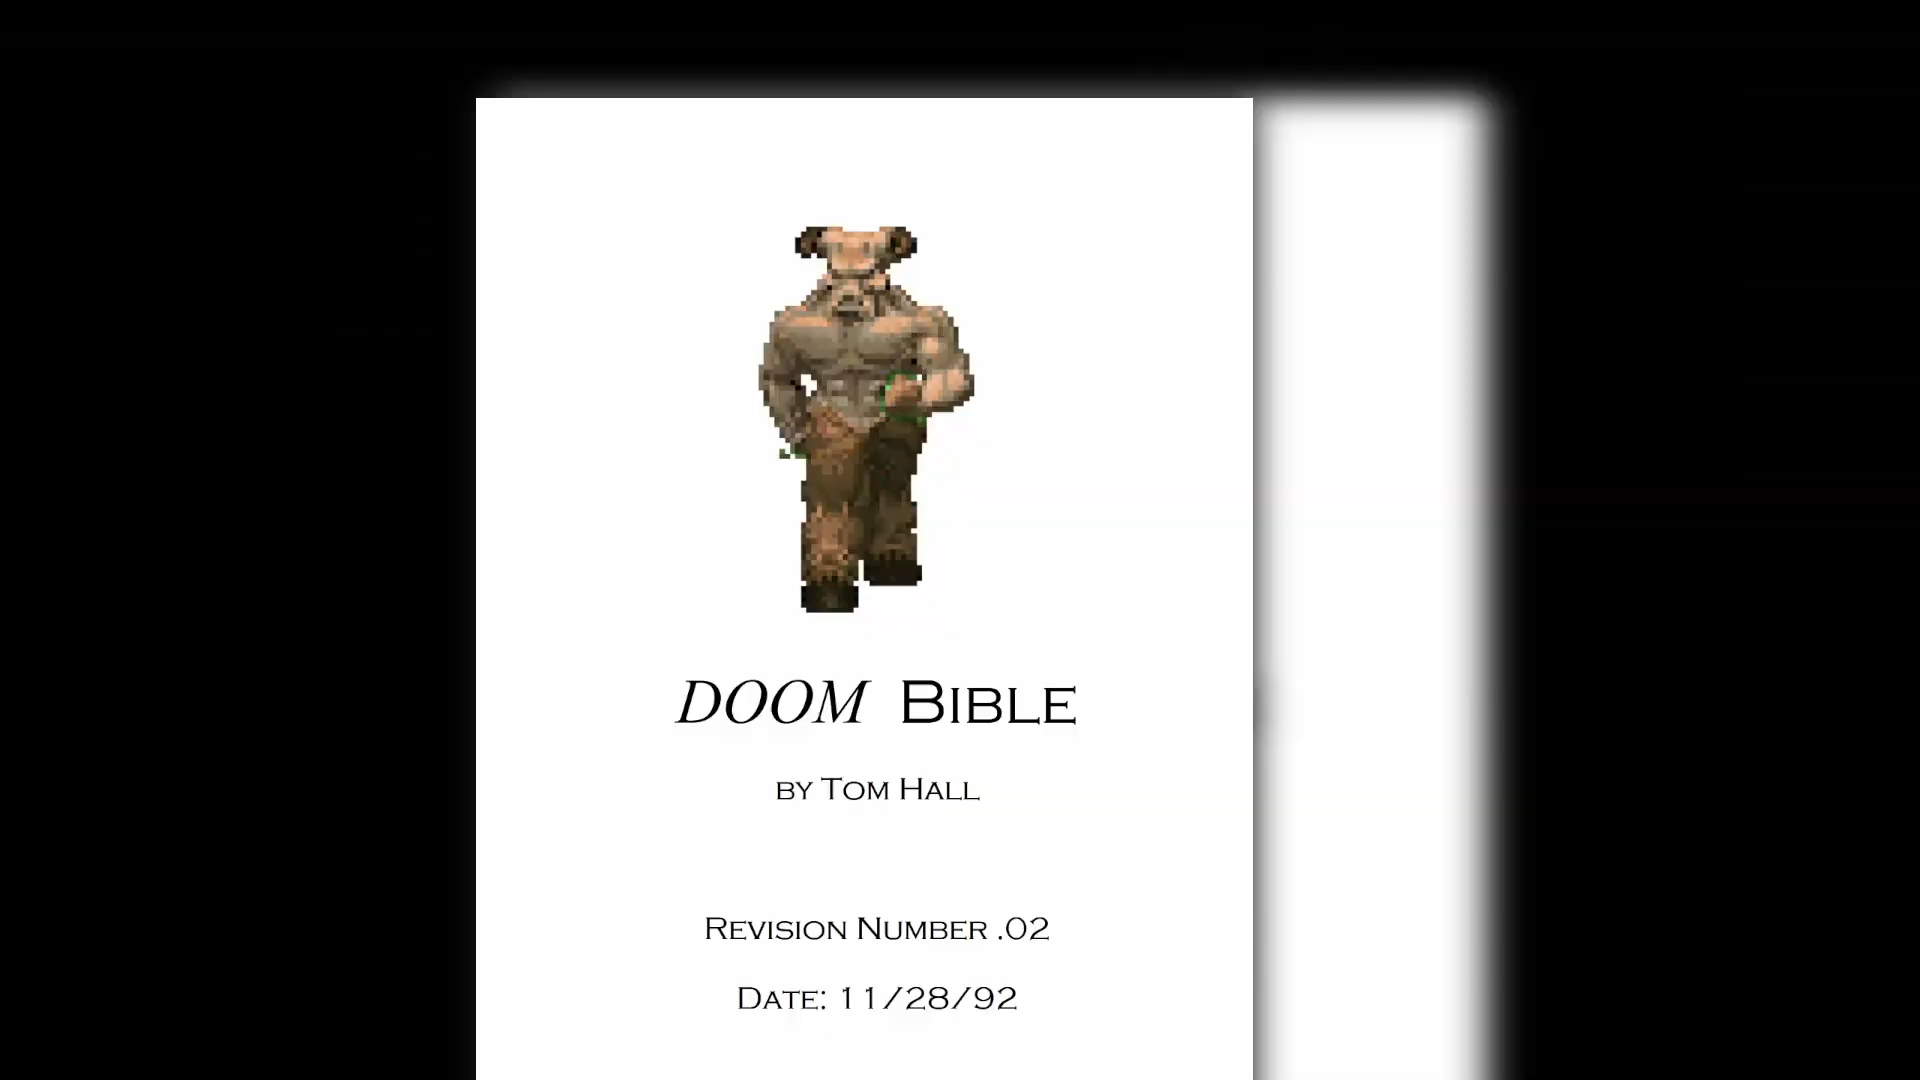 DOOM Bible
by Tom Hall
Revision Number .02
Date: 11/28/92